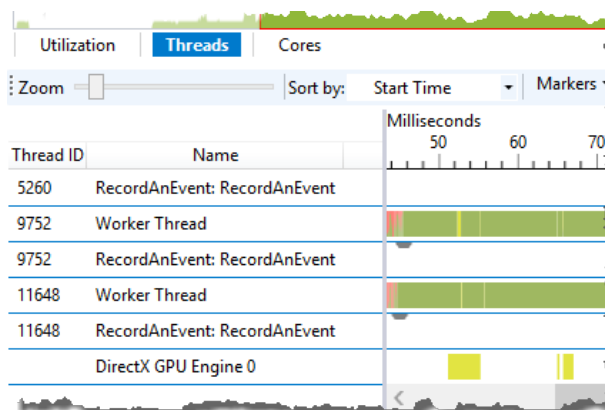 Utilization Threads Cores
Zoom Sort by: Start Time Markers
Milliseconds
50 60 70
Thread ID Name
5260 RecordAnEvent: RecordAnEvent
9752 Worker Thread
9752 RecordAnEvent: RecordAnEvent
11648 Worker Thread
11648 RecordAnEvent: RecordAnEvent
DirectX GPU Engine 0